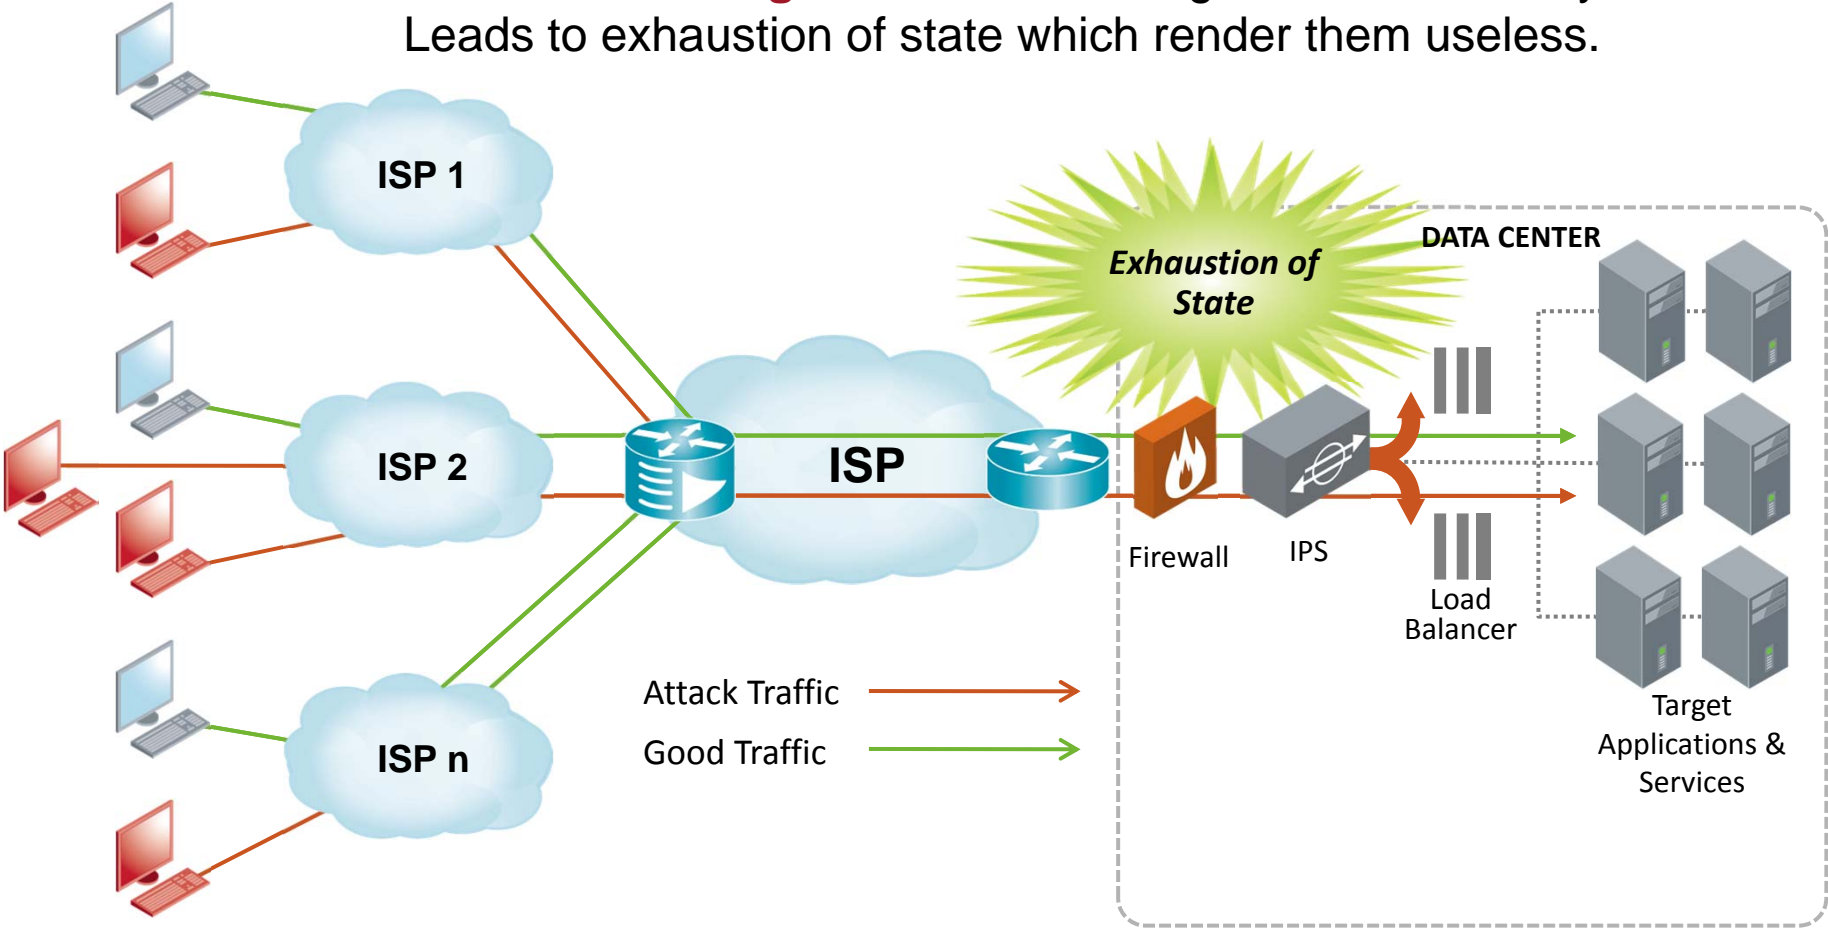 Leads to exhaustion of state which render them useless.
ISP 1
Exhaustion of
State
DATA CENTER
ISP 2
ISP
Firewall
IPS
Load
Balancer
ISP n
Attack Traffic
Good Traffic
Target
Applications &
Services